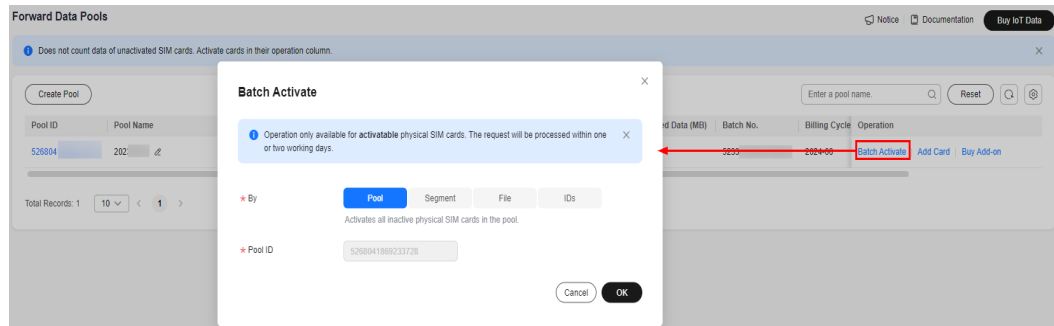 Forward Data Pools
Notice
Documentation
Buy IoT Data
Does not count data of unactivated SIM cards. Activate cards in their operation column.
Create Pool
Enter a pool name.
Reset
Pool ID
Pool Name
ed Data (MB)
Batch No.
Billing Cycle
Operation
526804
202
2024-06
Batch Activate
Add Card
Buy Add-on
Total Records: 1
10
1
Batch Activate
Operation only available for activatable physical SIM cards. The request will be processed within one
or two working days.
* By
Pool
Segment
File
IDs
Activates all inactive physical SIM cards in the pool.
* Pool ID
5268041869233728
Cancel
OK